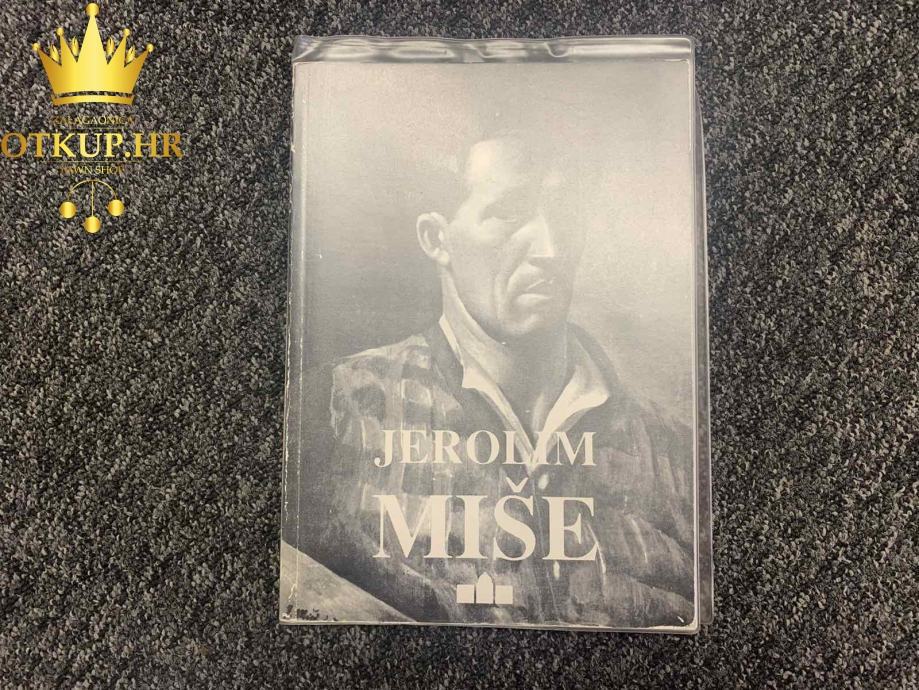 ZALAGAONICA
OTKUP.HR
PAWN SHOP
JEROLIM
MIŠE